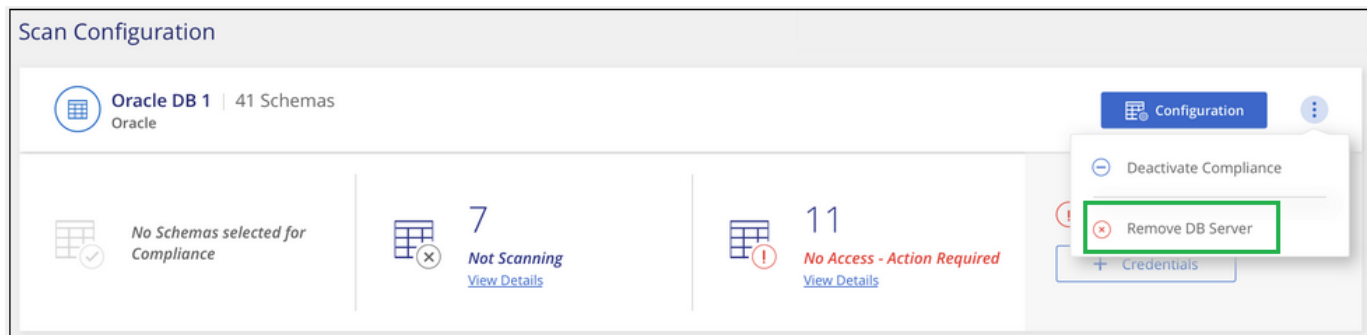 Scan Configuration
Oracle DB 1 | 41 Schemas
Oracle
Configuration
Deactivate Compliance
Remove DB Server
No Schemas selected for
Compliance
7
Not Scanning
View Details
11
No Access - Action Required
View Details
+ Credentials